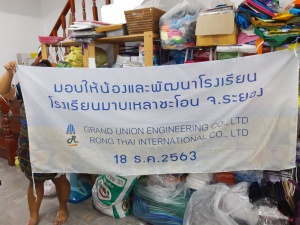 มอบให้น้องและพัฒนาโรงเรียน
โรงเรียนมาบเหลาชะโอน จ.ระยอง
GRAND UNION ENGINEERING CO., LTD
RONG THAI INTERNATIONAL CO., LTD
18 ธ.ค. 2563